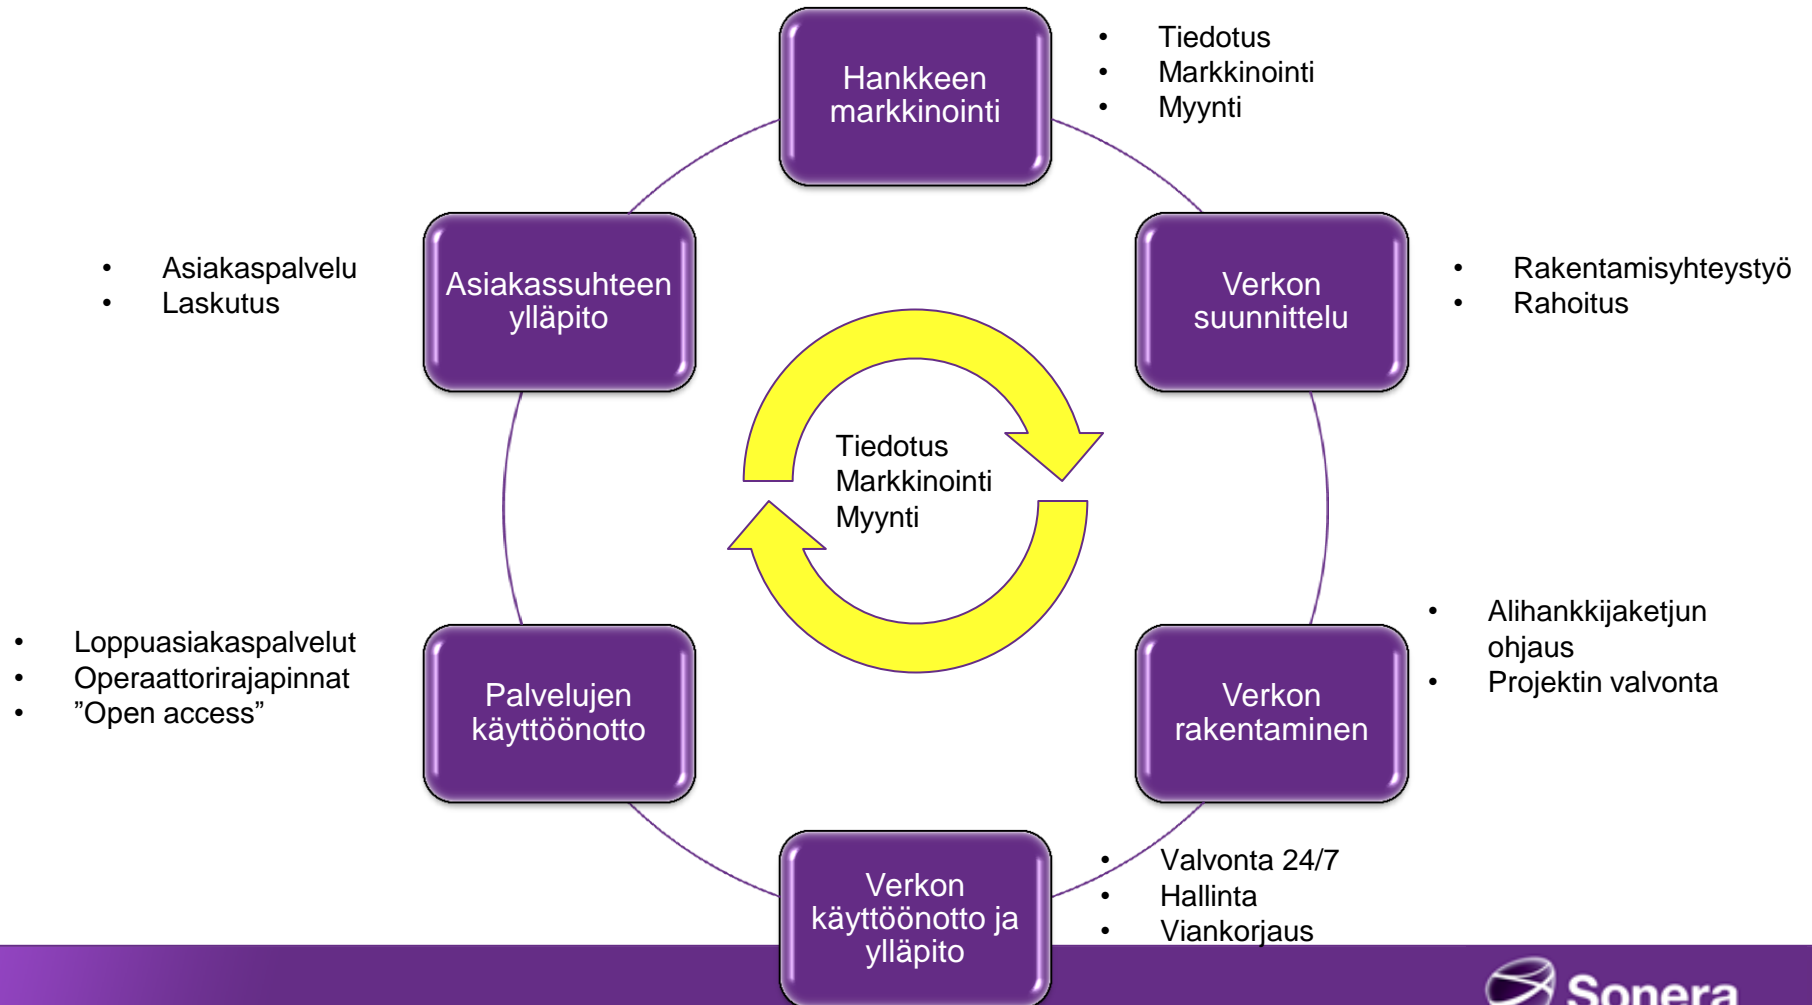 Hankkeen
markkinointi
• Tiedotus
• Markkinointi
• Myynti
Verkon
suunnittelu
• Rakentamisyhteystyö
• Rahoitus
Verkon
rakentaminen
• Alihankkijaketjun
ohjaus
• Projektin valvonta
Verkon
käyttöönotto ja
ylläpito
• Valvonta 24/7
• Hallinta
• Viankorjaus
Palvelujen
käyttöönotto
• Loppuasiakaspalvelut
• Operaattorirajapinnat
• ”Open access”
Asiakassuhteen
ylläpito
• Asiakaspalvelu
• Laskutus
Tiedotus
Markkinointi
Myynti
Sonera